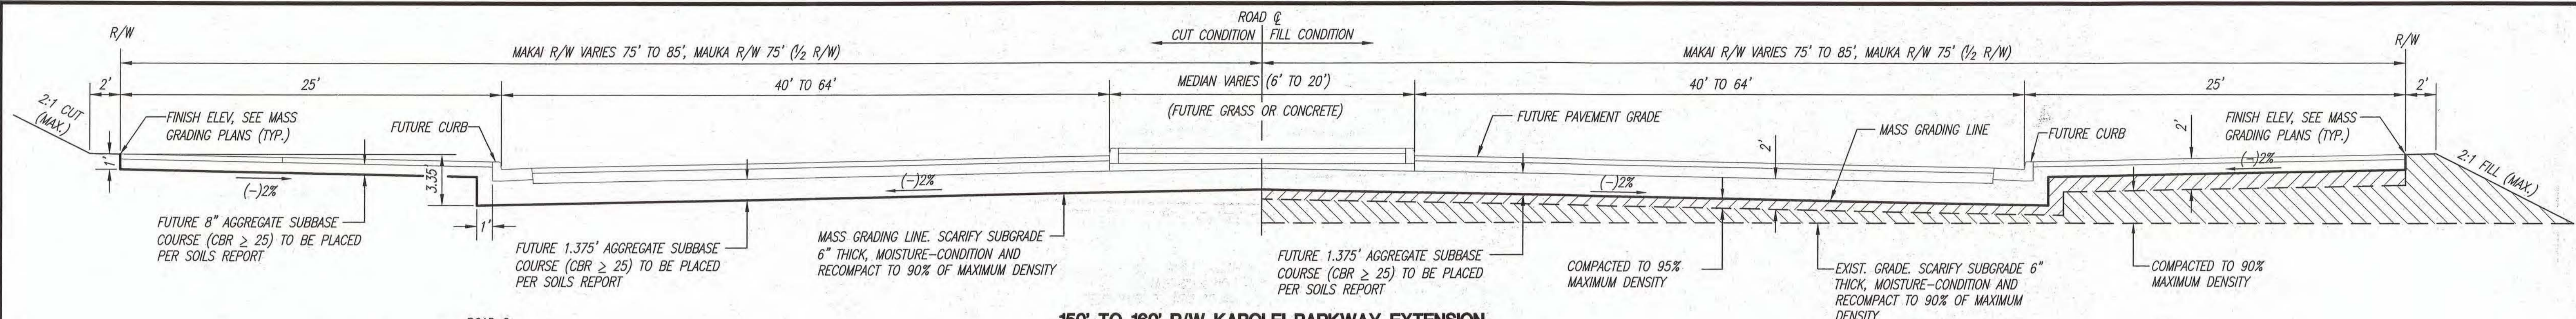 ROAD ℄
R/W
CUT CONDITION
FILL CONDITION
R/W
MAKAI R/W VARIES 75' TO 85', MAUKA R/W 75' (1/2 R/W)
MAKAI R/W VARIES 75' TO 85', MAUKA R/W 75' (1/2 R/W)
2'
25'
40' TO 64'
MEDIAN VARIES (6' TO 20')
40' TO 64'
25'
2'
(FUTURE GRASS OR CONCRETE)
2:1 CUT
(MAX.)
FINISH ELEV, SEE MASS
GRADING PLANS (TYP.)
FUTURE CURB
FUTURE PAVEMENT GRADE
MASS GRADING LINE
FUTURE CURB
2'
FINISH ELEV, SEE MASS
GRADING PLANS (TYP.)
2:1 FILL (MAX.)
1'
(-)2%
3.35'
(-)2%
(-)2%
2'
(-)2%
1'
FUTURE 8" AGGREGATE SUBBASE
COURSE (CBR ≥ 25) TO BE PLACED
PER SOILS REPORT
FUTURE 1.375' AGGREGATE SUBBASE
COURSE (CBR ≥ 25) TO BE PLACED
PER SOILS REPORT
MASS GRADING LINE. SCARIFY SUBGRADE
6" THICK, MOISTURE-CONDITION AND
RECOMPACT TO 90% OF MAXIMUM DENSITY
FUTURE 1.375' AGGREGATE SUBBASE
COURSE (CBR ≥ 25) TO BE PLACED
PER SOILS REPORT
COMPACTED TO 95%
MAXIMUM DENSITY
EXIST. GRADE. SCARIFY SUBGRADE 6"
THICK, MOISTURE-CONDITION AND
RECOMPACT TO 90% OF MAXIMUM
DENSITY
COMPACTED TO 90%
MAXIMUM DENSITY
150' TO 160' R/W KAPOLEI PARKWAY EXTENSION